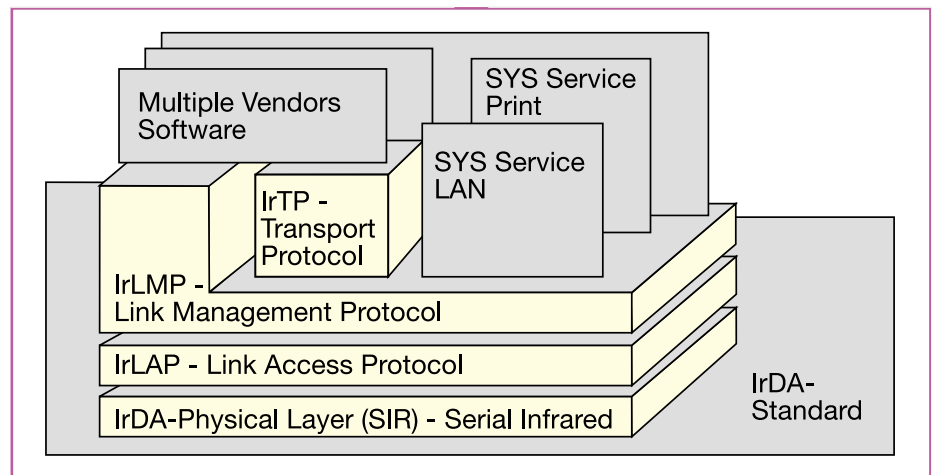 Multiple Vendors
Software
SYS Service
Print
SYS Service
LAN
IrTP -
Transport
Protocol
IrLMP -
Link Management Protocol
IrLAP - Link Access Protocol
IrDA-Physical Layer (SIR) - Serial Infrared
IrDA-
Standard